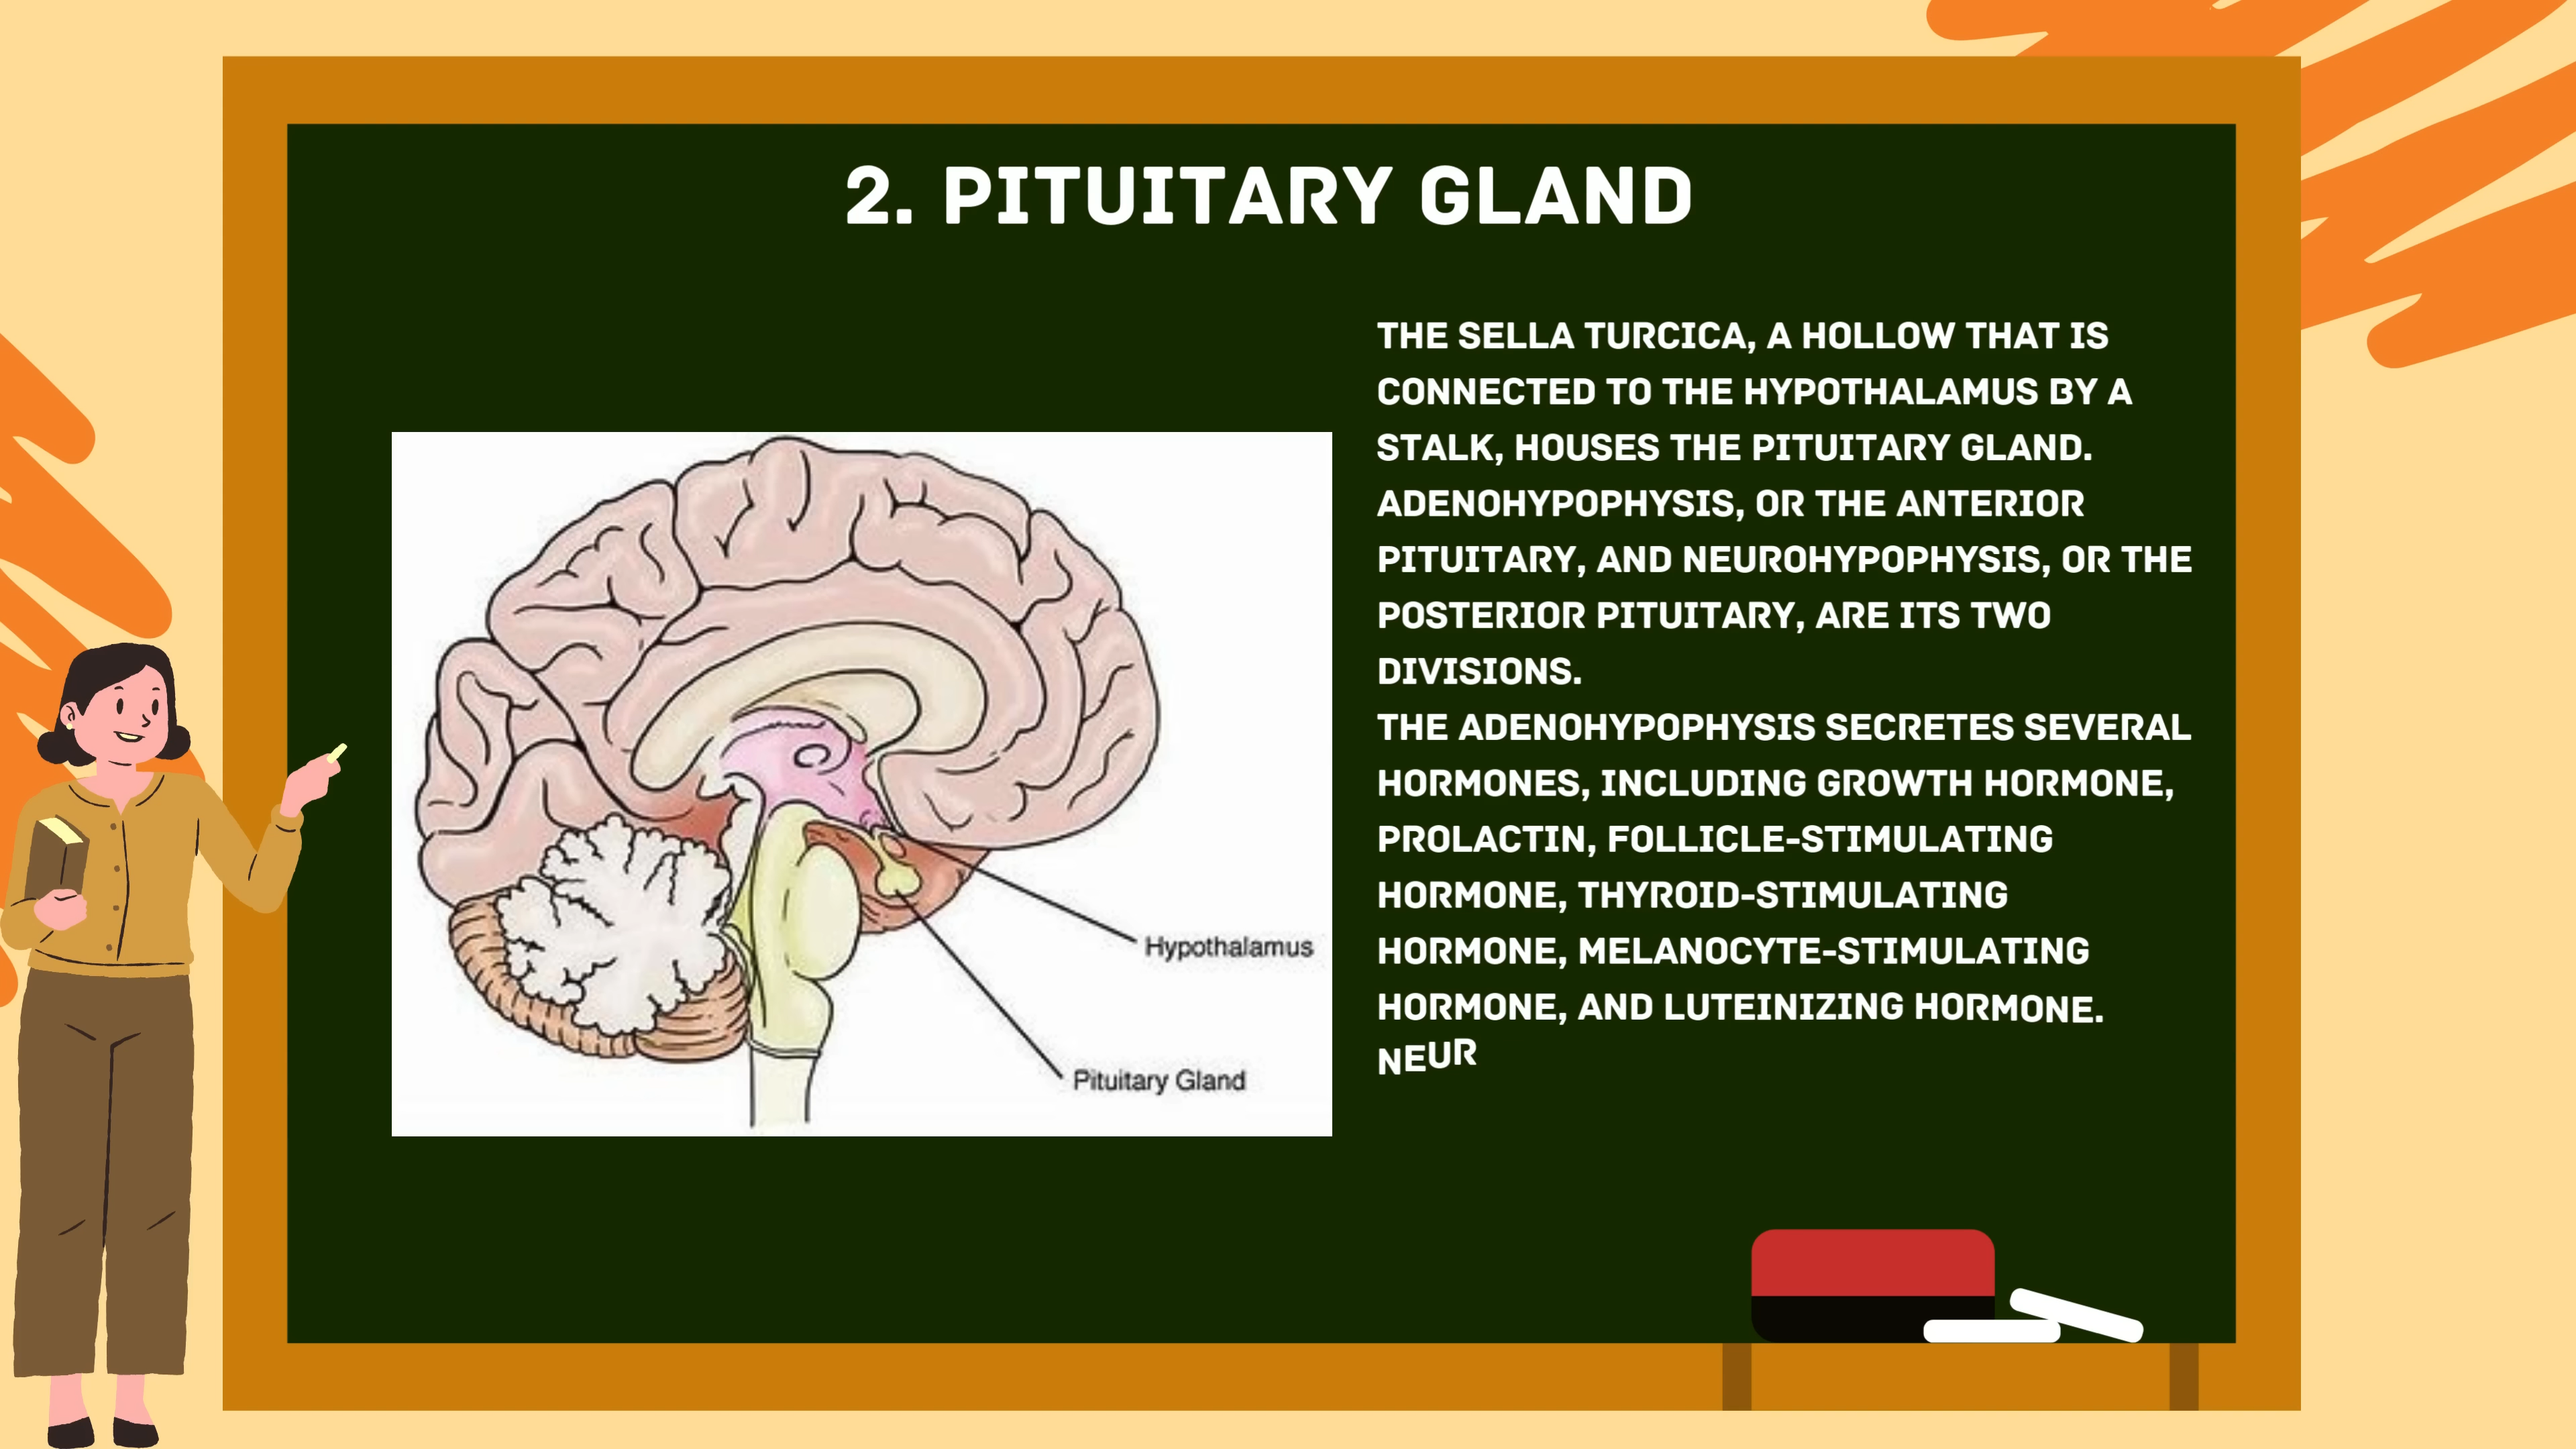 2. PITUITARY GLAND
THE SELLA TURCICA, A HOLLOW THAT IS
CONNECTED TO THE HYPOTHALAMUS BY A
STALK, HOUSES THE PITUITARY GLAND.
ADENOHYPOPHYSIS, OR THE ANTERIOR
PITUITARY, AND NEUROHYPOPHYSIS, OR THE
POSTERIOR PITUITARY, ARE ITS TWO
DIVISIONS.
THE ADENOHYPOPHYSIS SECRETES SEVERAL
HORMONES, INCLUDING GROWTH HORMONE,
PROLACTIN, FOLLICLE-STIMULATING
HORMONE, THYROID-STIMULATING
HORMONE, MELANOCYTE-STIMULATING
HORMONE, AND LUTEINIZING HORMONE.
NEUR
Hypothalamus
Pituitary Gland